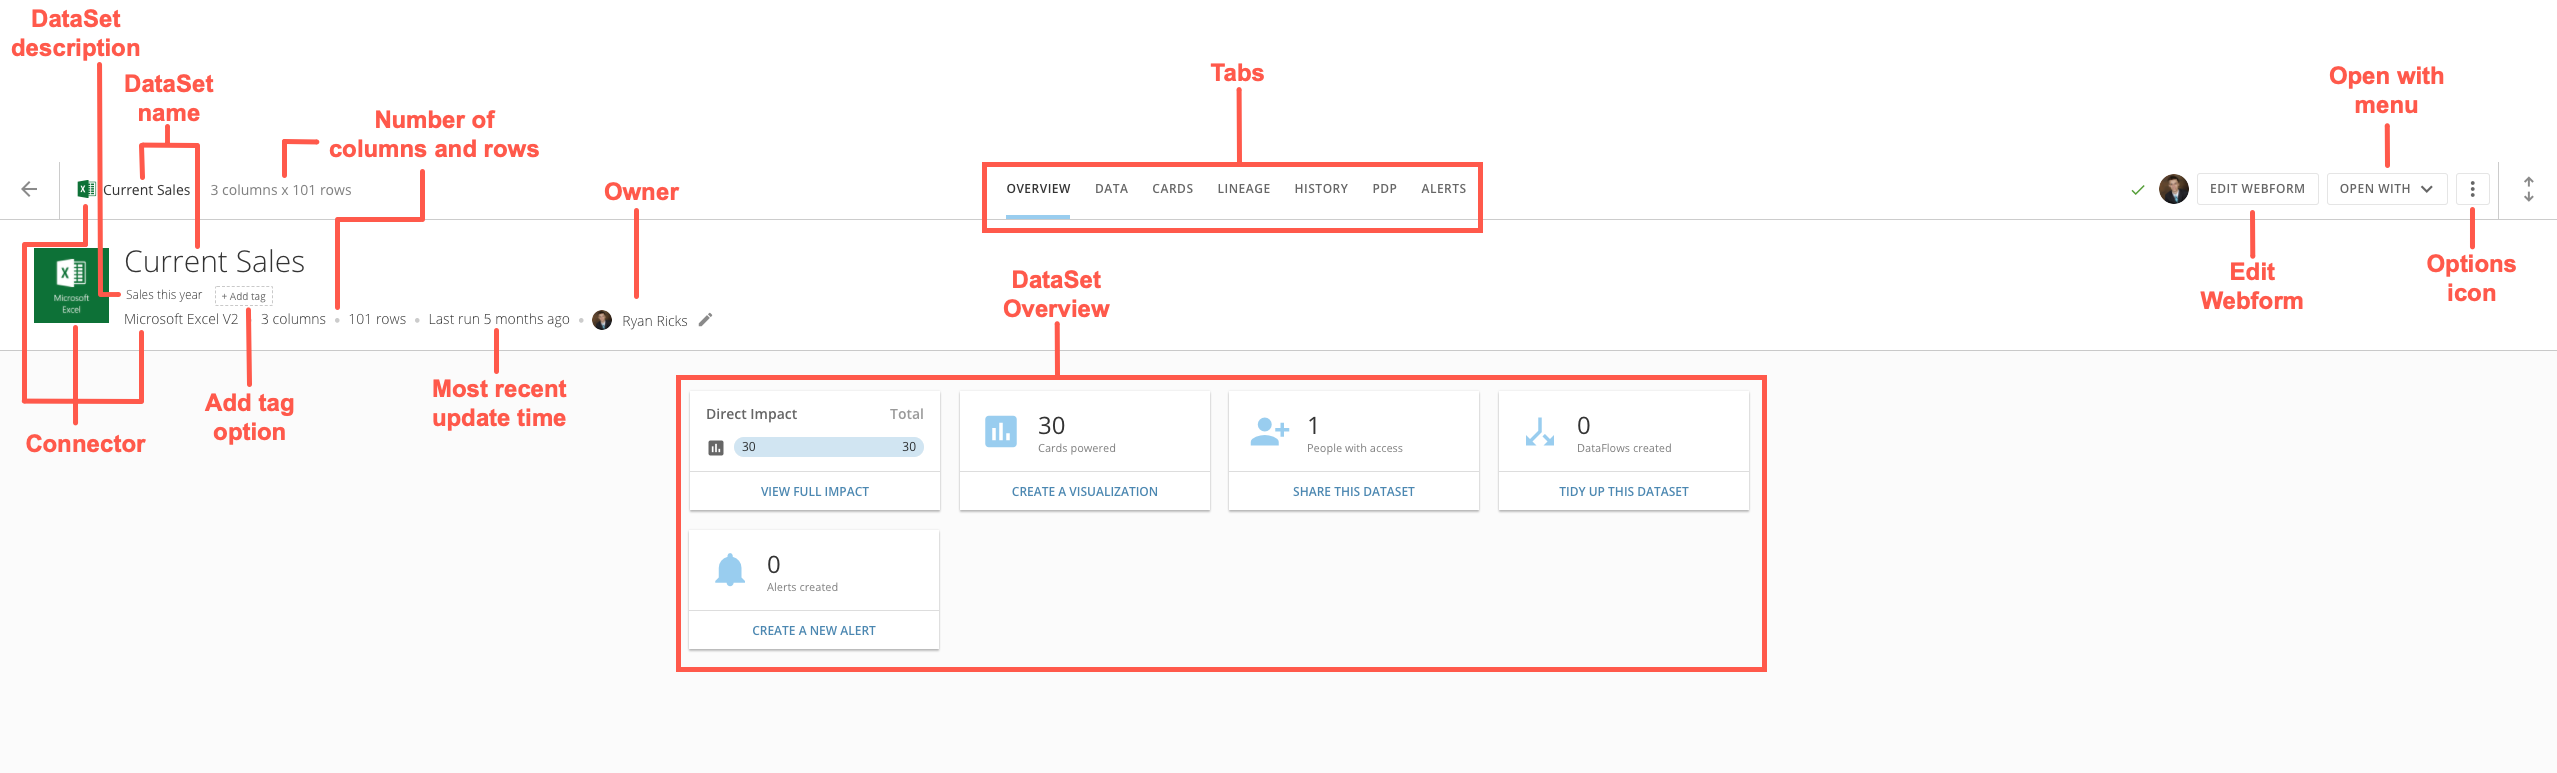 DataSet
description
DataSet
name
Number of
columns and rows
Tabs
Open with
menu
Owner
Current Sales
3 columns x 101 rows
OVERVIEW DATA CARDS LINEAGE HISTORY PDP ALERTS
EDIT WEBFORM
OPEN WITH
Current Sales
Sales this year
+ Add tag
Microsoft
Excel
Microsoft Excel V2 3 columns • 101 rows • Last run 5 months ago • Ryan Ricks
DataSet
Overview
Edit
Webform
Options
icon
Connector
Add tag
option
Most recent
update time
Direct Impact Total
30 30
VIEW FULL IMPACT
30
Cards powered
CREATE A VISUALIZATION
1
People with access
SHARE THIS DATASET
0
DataFlows created
TIDY UP THIS DATASET
0
Alerts created
CREATE A NEW ALERT